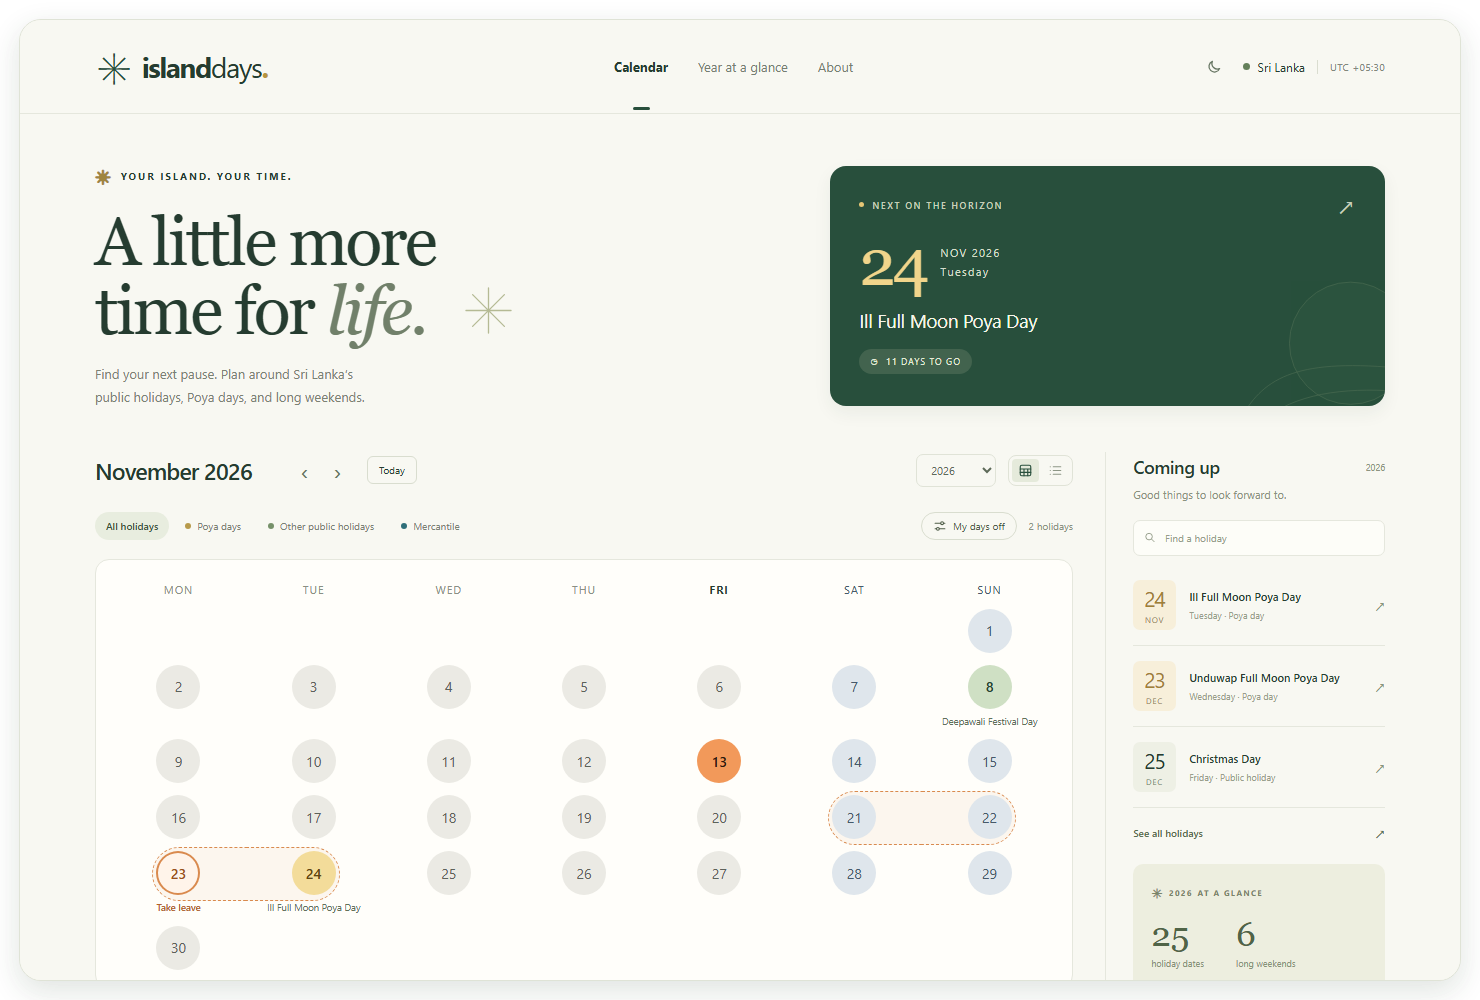 islanddays.
Calendar
Year at a glance
About
Sri Lanka
UTC +05:30
YOUR ISLAND. YOUR TIME.
A little more
time for life.
Find your next pause. Plan around Sri Lanka's
public holidays, Poya days, and long weekends.
NEXT ON THE HORIZON
24
NOV 2026
Tuesday
Ill Full Moon Poya Day
11 DAYS TO GO
November 2026
Today
2026
All holidays
Poya days
Other public holidays
Mercantile
My days off
2 holidays
MON TUE WED THU FRI SAT SUN
1
2 3 4 5 6 7 8
Deepawali Festival Day
9 10 11 12 13 14 15
16 17 18 19 20 21 22
23 24 25 26 27 28 29
Take leave
Ill Full Moon Poya Day
30
Coming up
2026
Good things to look forward to.
Find a holiday
24
NOV
Ill Full Moon Poya Day
Tuesday · Poya day
23
DEC
Unduwap Full Moon Poya Day
Wednesday · Poya day
25
DEC
Christmas Day
Friday · Public holiday
See all holidays
2026 AT A GLANCE
25
holiday dates
6
long weekends